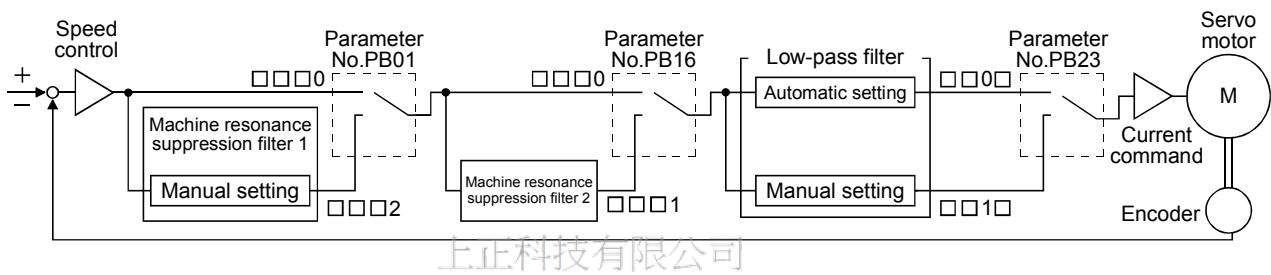 Speed
control
Parameter
No.PB01
□□□0
Machine resonance
suppression filter 1
Manual setting
□□□2
Parameter
No.PB16
□□□0
Machine resonance
suppression filter 2
□□□1
Low-pass filter
Automatic setting
Manual setting
□□0□
□□1□
Parameter
No.PB23
Current
command
Servo
motor
M
Encoder
+
−
上正科技有限公司